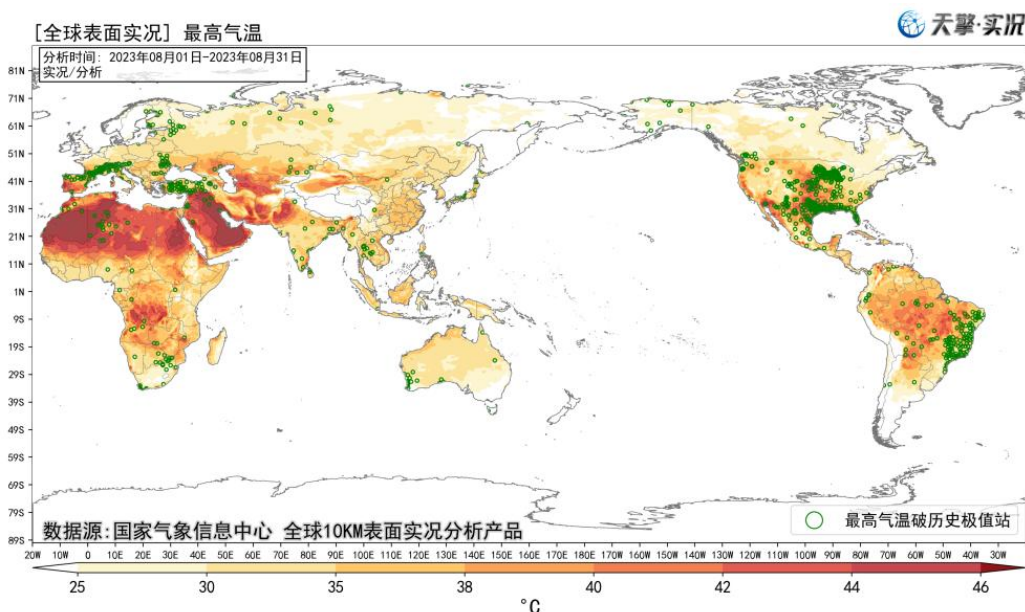 [全球表面实况] 最高气温
天擎·实况
分析时间: 2023年08月01日-2023年08月31日
实况/分析
81N
71N
61N
51N
41N
31N
21N
11N
1N
9S
19S
29S
39S
49S
59S
69S
79S
89S
数据源:国家气象信息中心 全球10KM表面实况分析产品
最高气温破历史极值站
20W 10W 0 10E 20E 30E 40E 50E 60E 70E 80E 90E 100E 110E 120E 130E 140E 150E 160E 170E 180 170W 160W 150W 140W 130W 120W 110W 100W 90W 80W 70W 60W 50W 40W 30W
25 30 35 38 40 42 44 46
°C